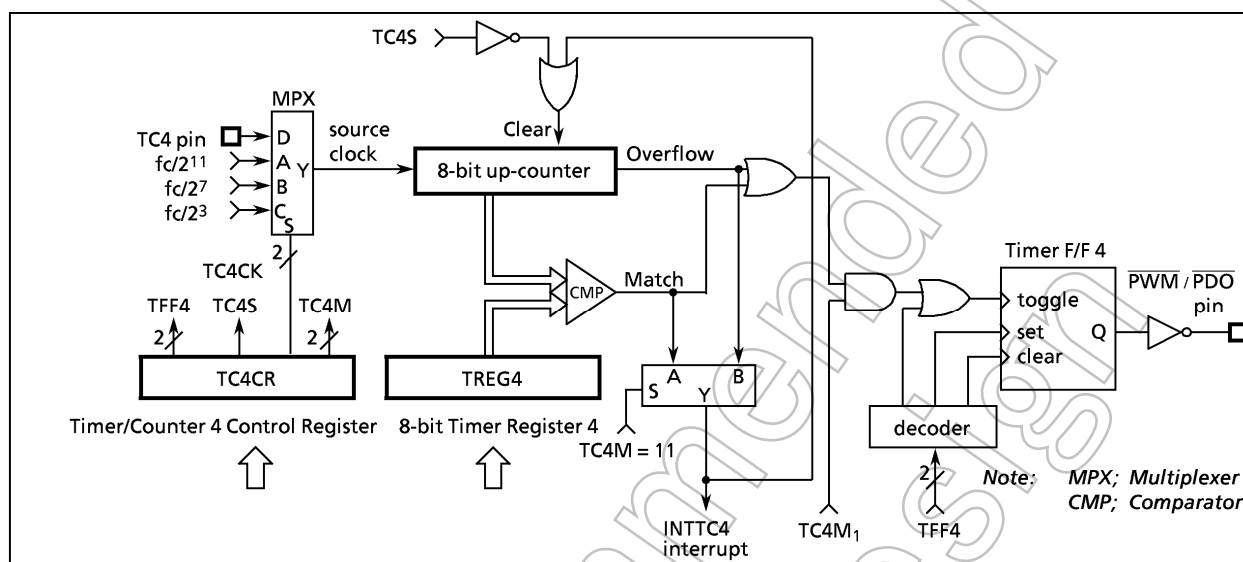 TC4S
MPX
TC4 pin
D
fc/2¹¹
A
Y
fc/2⁷
B
fc/2³
C
S
source
clock
Clear
8-bit up-counter
Overflow
2
TC4CK
TFF4
TC4S
TC4M
2
2
CMP
Match
TC4CR
TREG4
Timer/Counter 4 Control Register
8-bit Timer Register 4
S
A
Y
B
TC4M = 11
INTTC4
interrupt
TC4M₁
Timer F/F 4
toggle
set
clear
Q
P̅W̅M̅ / P̅D̅O̅
pin
decoder
2
TFF4
Note: MPX; Multiplexer
CMP; Comparator
mmended
esign